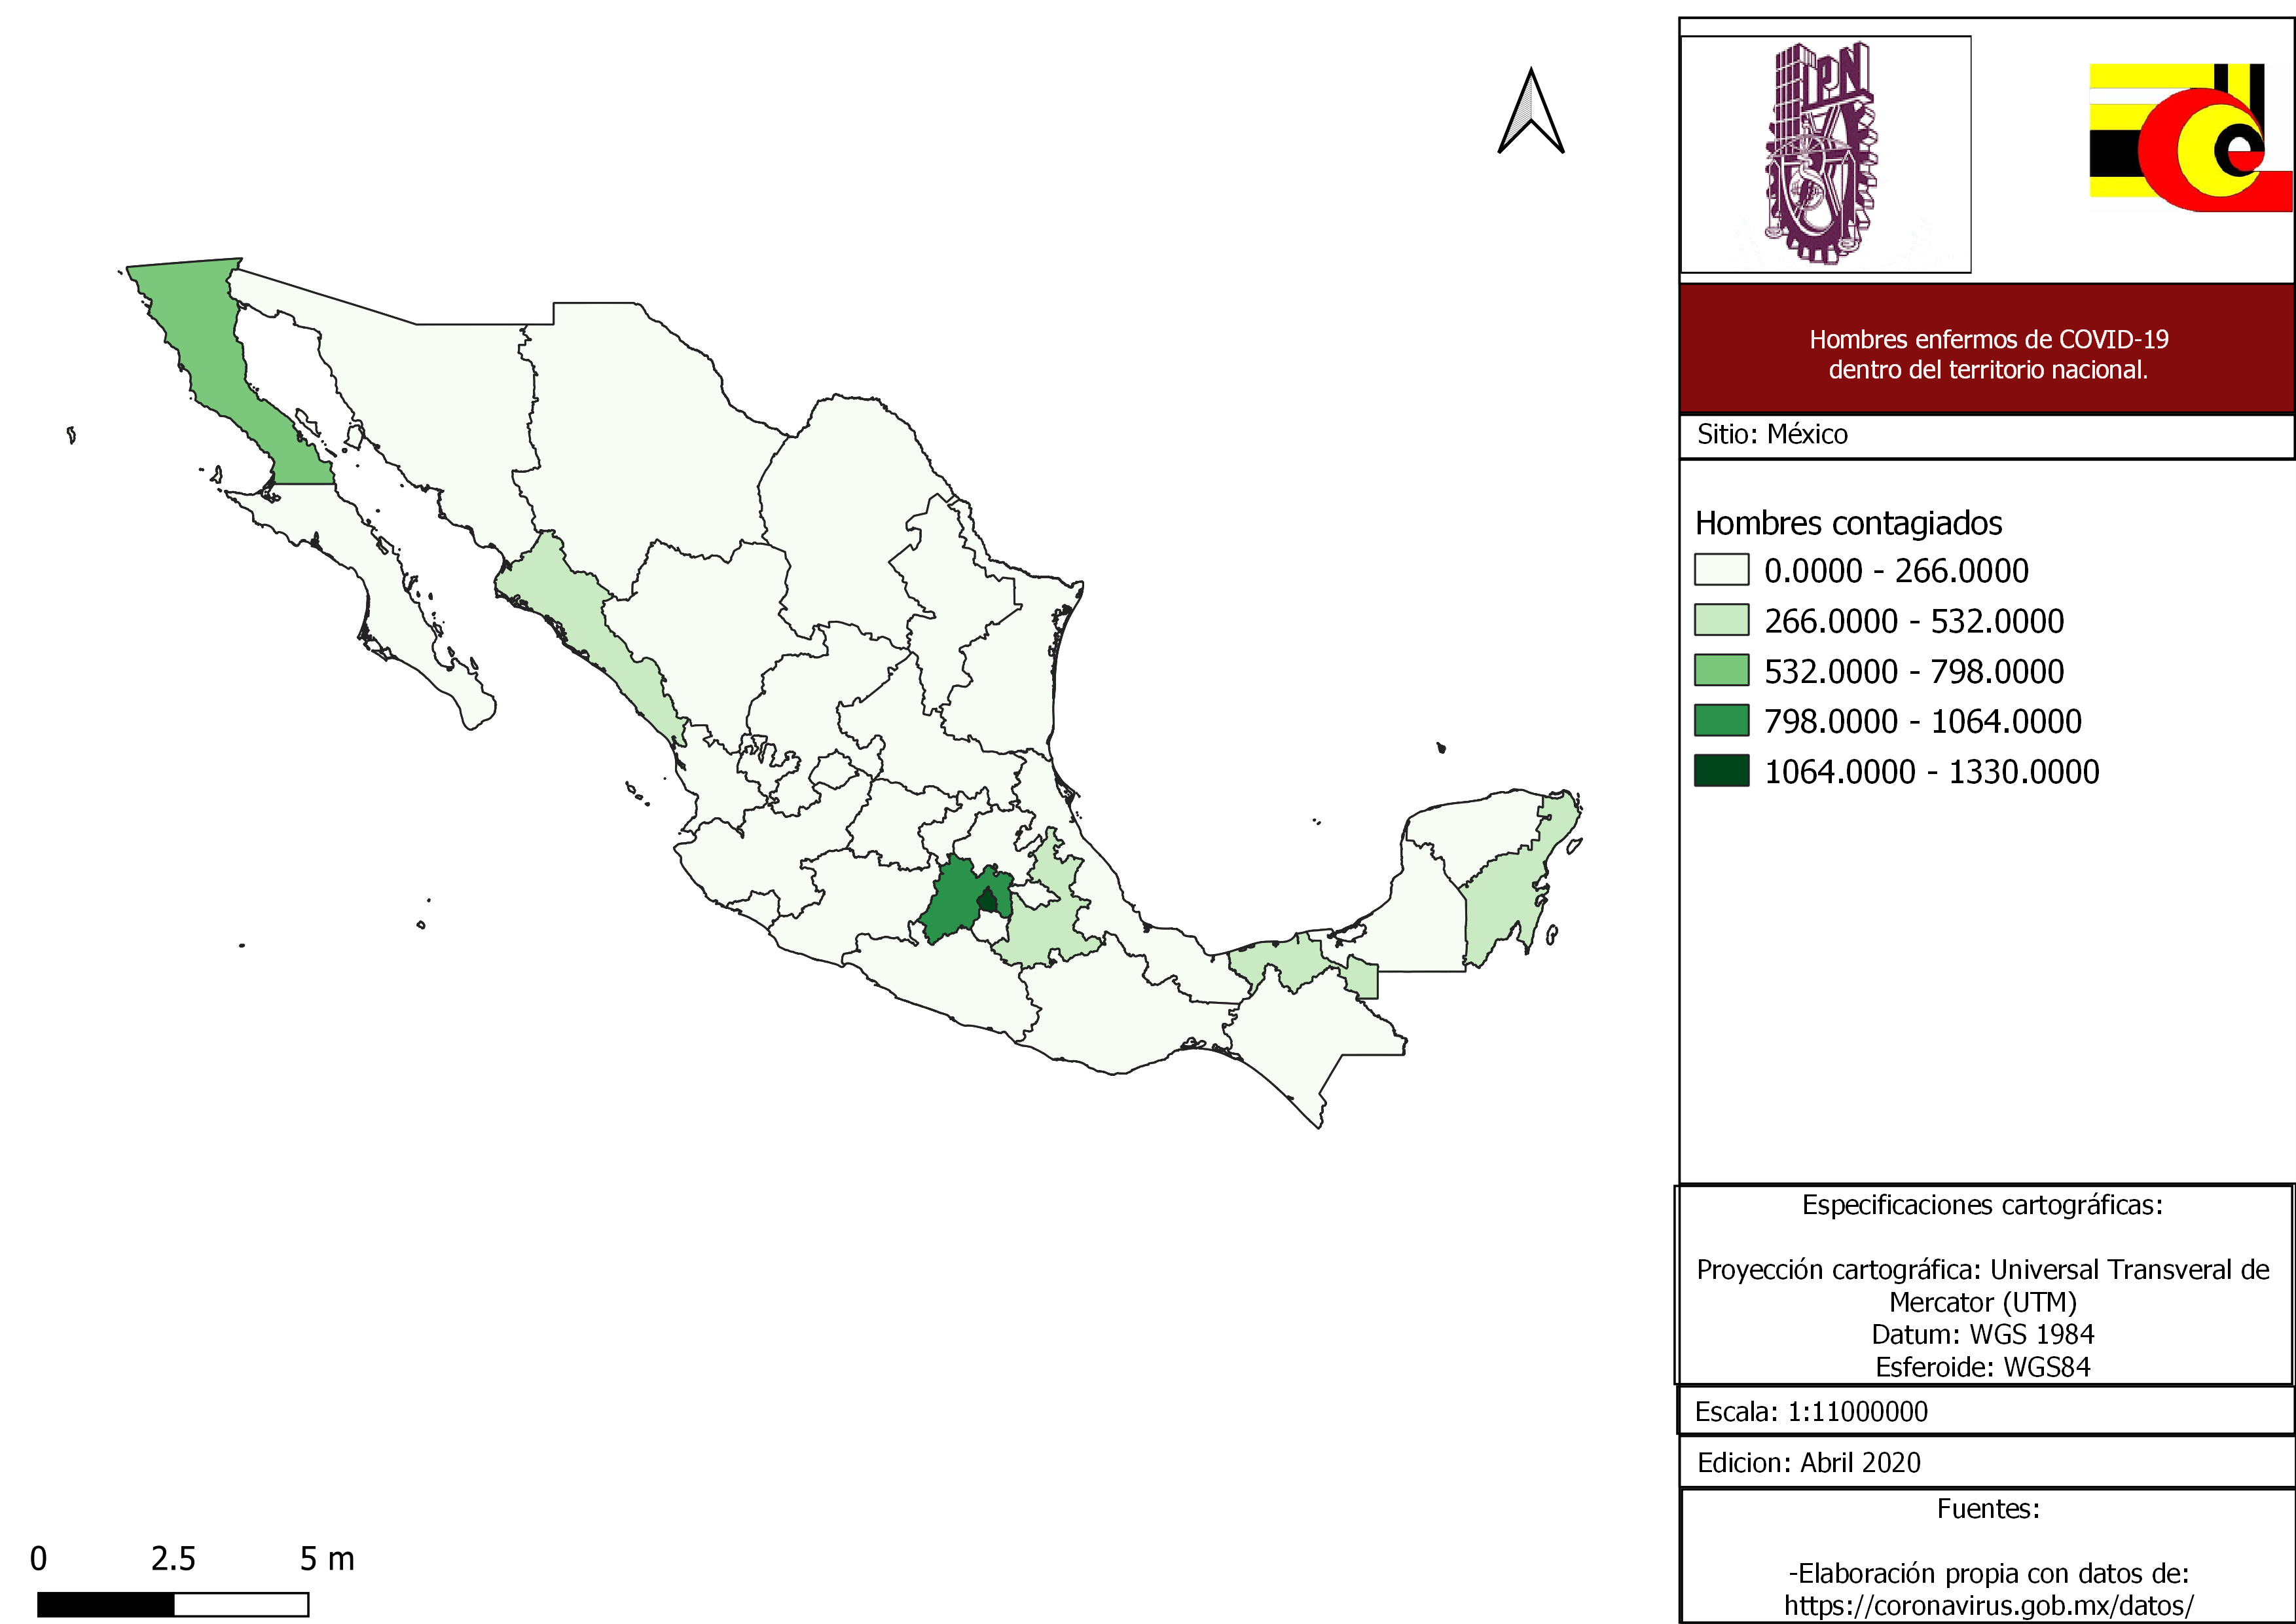 IPN
Hombres enfermos de COVID-19
dentro del territorio nacional.
Sitio: México
Hombres contagiados
0.0000 - 266.0000
266.0000 - 532.0000
532.0000 - 798.0000
798.0000 - 1064.0000
1064.0000 - 1330.0000
Especificaciones cartográficas:
Proyección cartográfica: Universal Transveral de
Mercator (UTM)
Datum: WGS 1984
Esferoide: WGS84
Escala: 1:11000000
Edicion: Abril 2020
Fuentes:
-Elaboración propia con datos de:
https://coronavirus.gob.mx/datos/
0 2.5 5 m